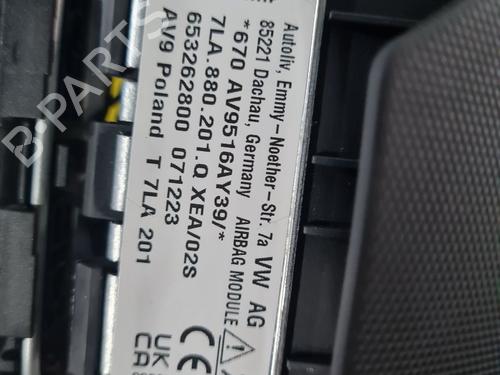 Autoliv, Emmy-Noether-Str. 7a VW AG
85221 Dachau, Germany AIRBAG MODULE
*670 AV9516AY39/*
7LA.880.201.Q XEA/02S
653262800 071223
AV9 Poland T 7LA 201
CE
UK
CA